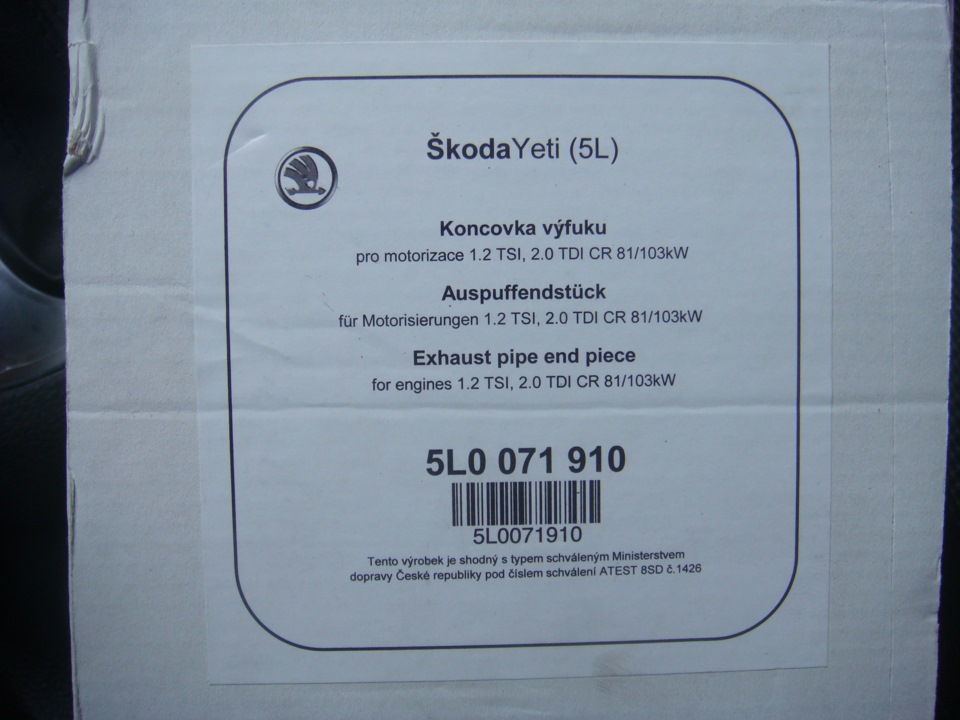 ŠkodaYeti (5L)
Koncovka výfuku
pro motorizace 1.2 TSI, 2.0 TDI CR 81/103kW
Auspuffendstück
für Motorisierungen 1.2 TSI, 2.0 TDI CR 81/103kW
Exhaust pipe end piece
for engines 1.2 TSI, 2.0 TDI CR 81/103kW
5L0 071 910
5L0071910
Tento výrobek je shodný s typem schváleným Ministerstvem
dopravy České republiky pod číslem schválení ATEST 8SD č.1426